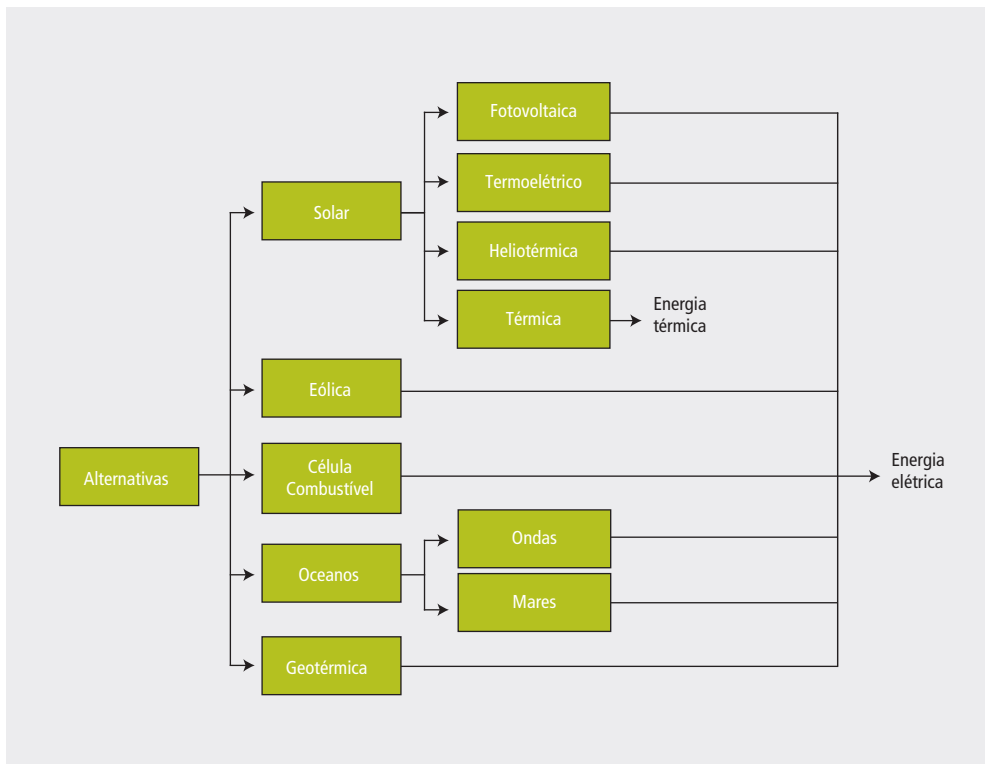 Fotovoltaica
Termoelétrico
Solar
Heliotérmica
Térmica
Energia
térmica
Eólica
Alternativas
Célula
Combustível
Energia
elétrica
Ondas
Oceanos
Mares
Geotérmica